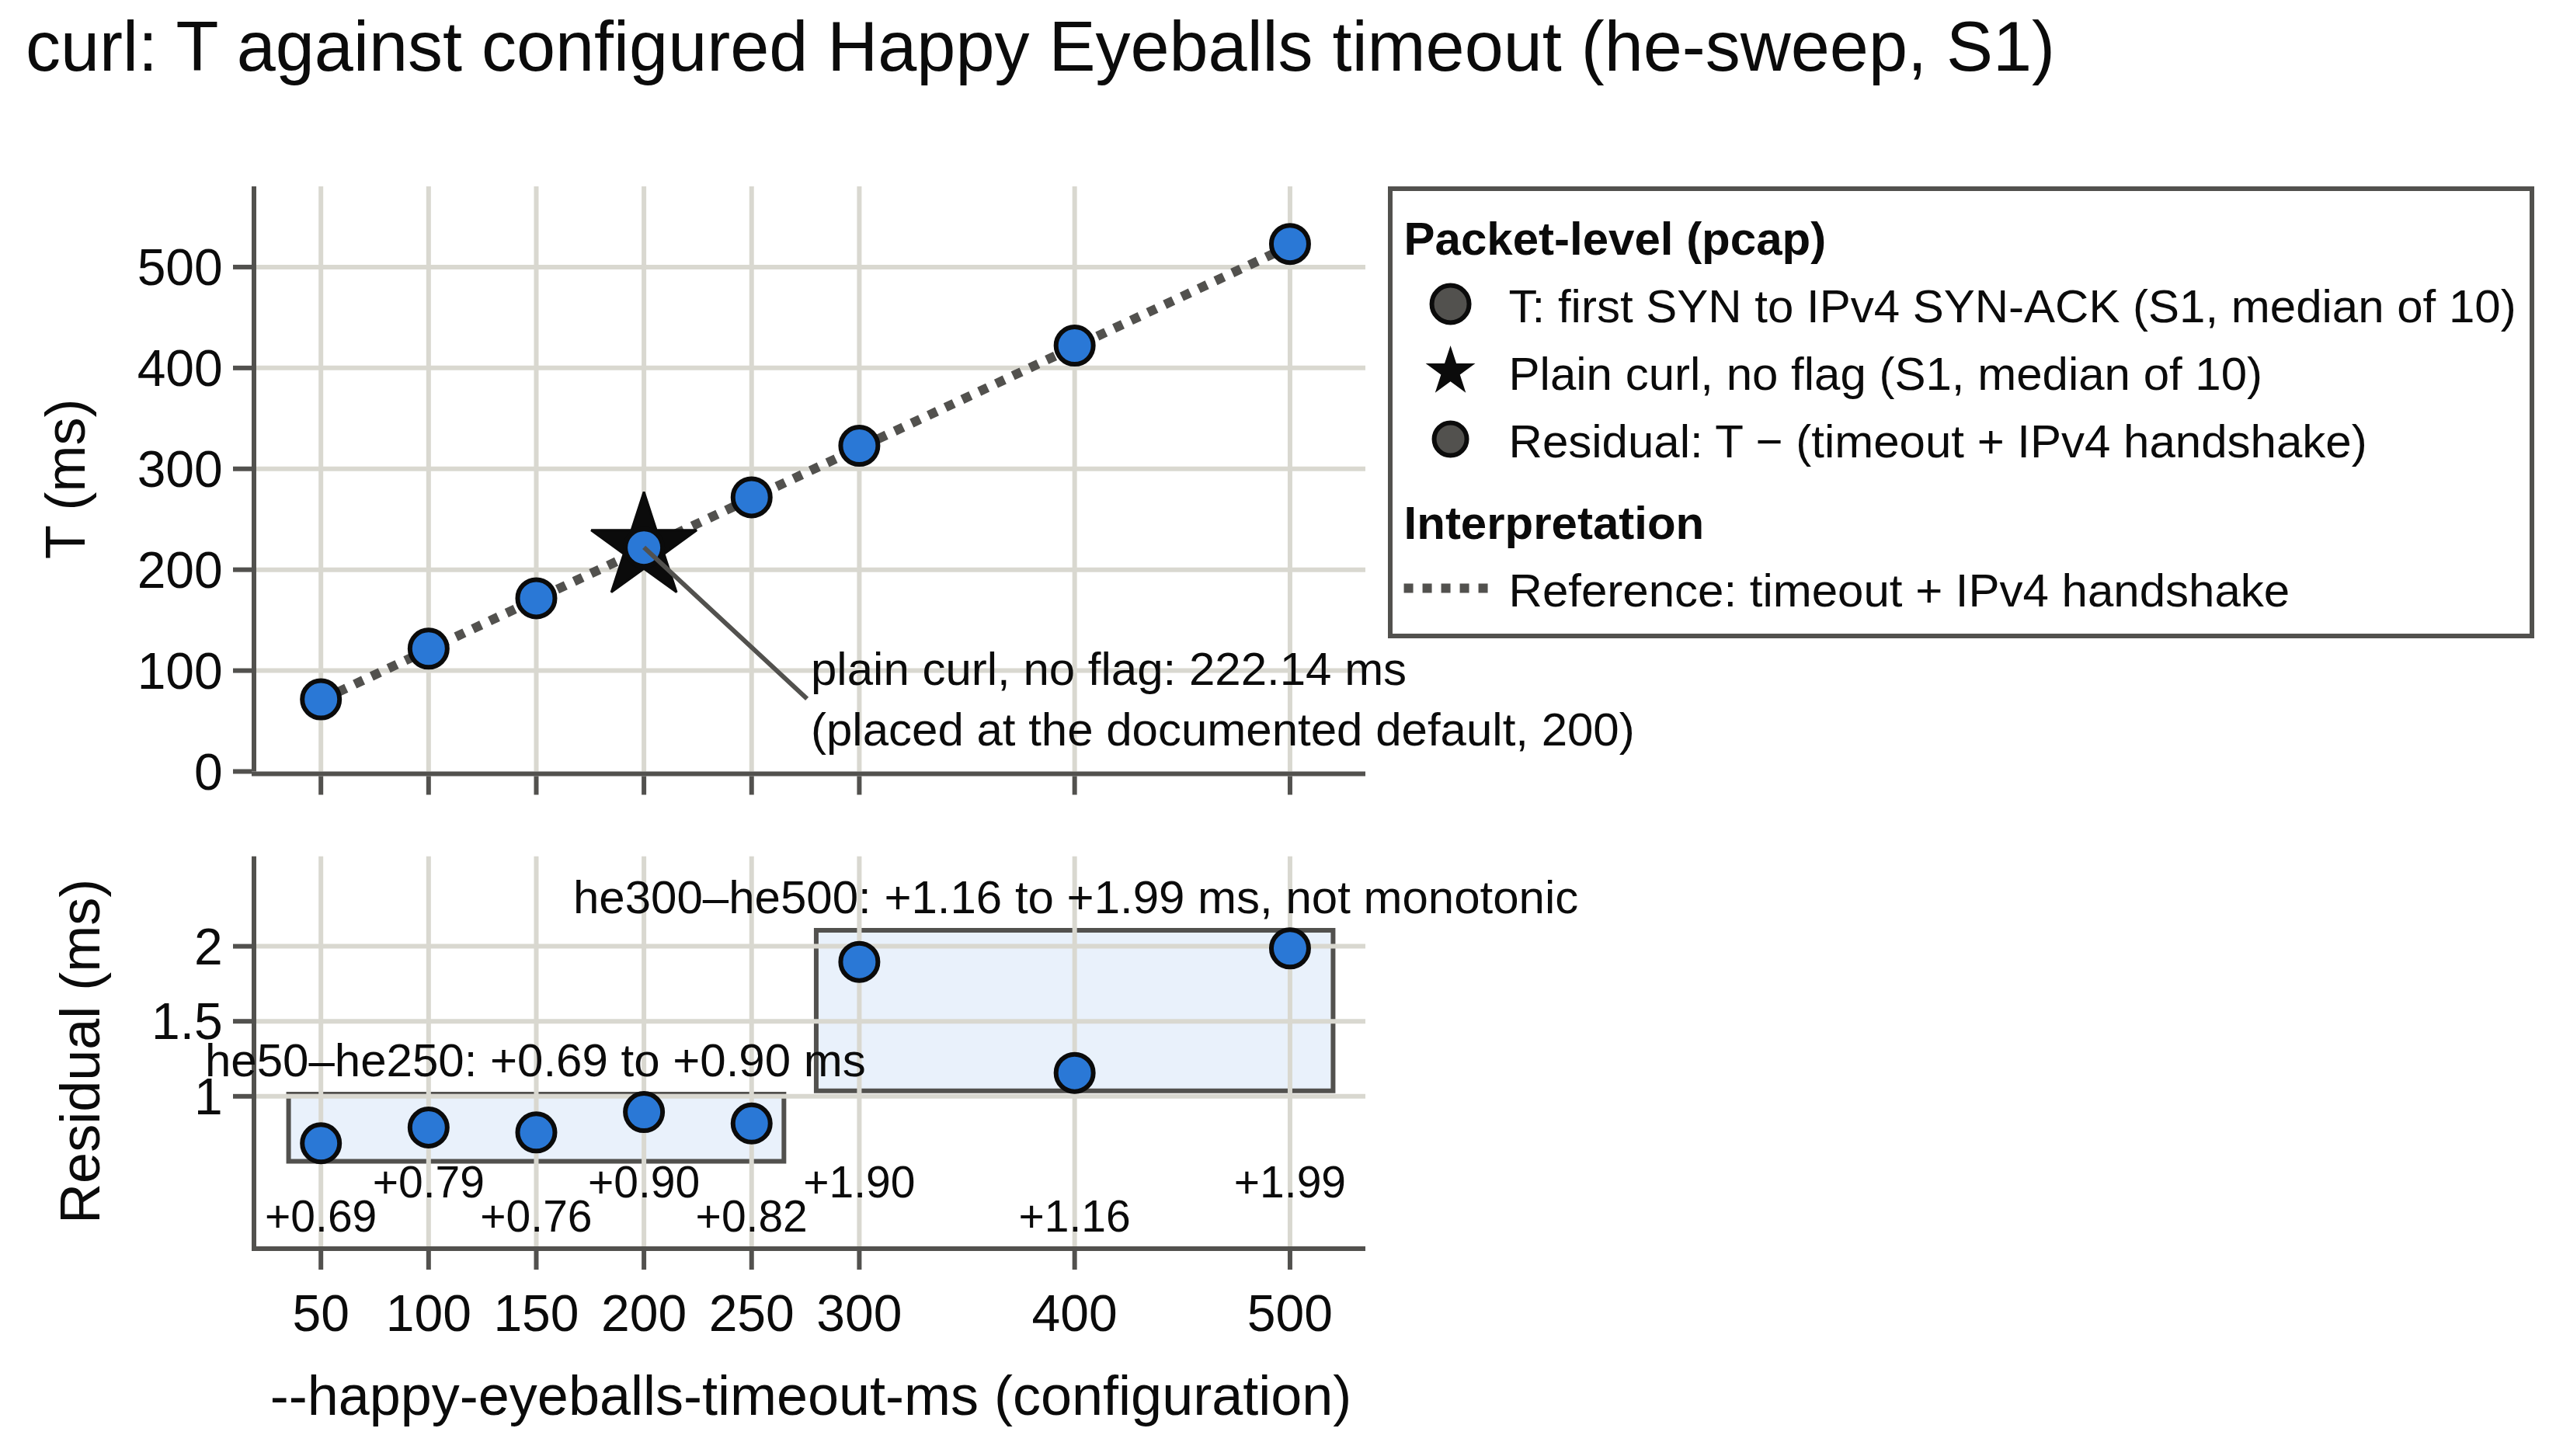 curl: T against configured Happy Eyeballs timeout (he-sweep, S1)
T (ms)
500
400
300
200
100
0
plain curl, no flag: 222.14 ms
(placed at the documented default, 200)
Packet-level (pcap)
T: first SYN to IPv4 SYN-ACK (S1, median of 10)
Plain curl, no flag (S1, median of 10)
Residual: T − (timeout + IPv4 handshake)
Interpretation
Reference: timeout + IPv4 handshake
Residual (ms)
2
1.5
1
he300–he500: +1.16 to +1.99 ms, not monotonic
he50–he250: +0.69 to +0.90 ms
+0.69
+0.79
+0.76
+0.90
+0.82
+1.90
+1.16
+1.99
50 100 150 200 250 300 400 500
--happy-eyeballs-timeout-ms (configuration)